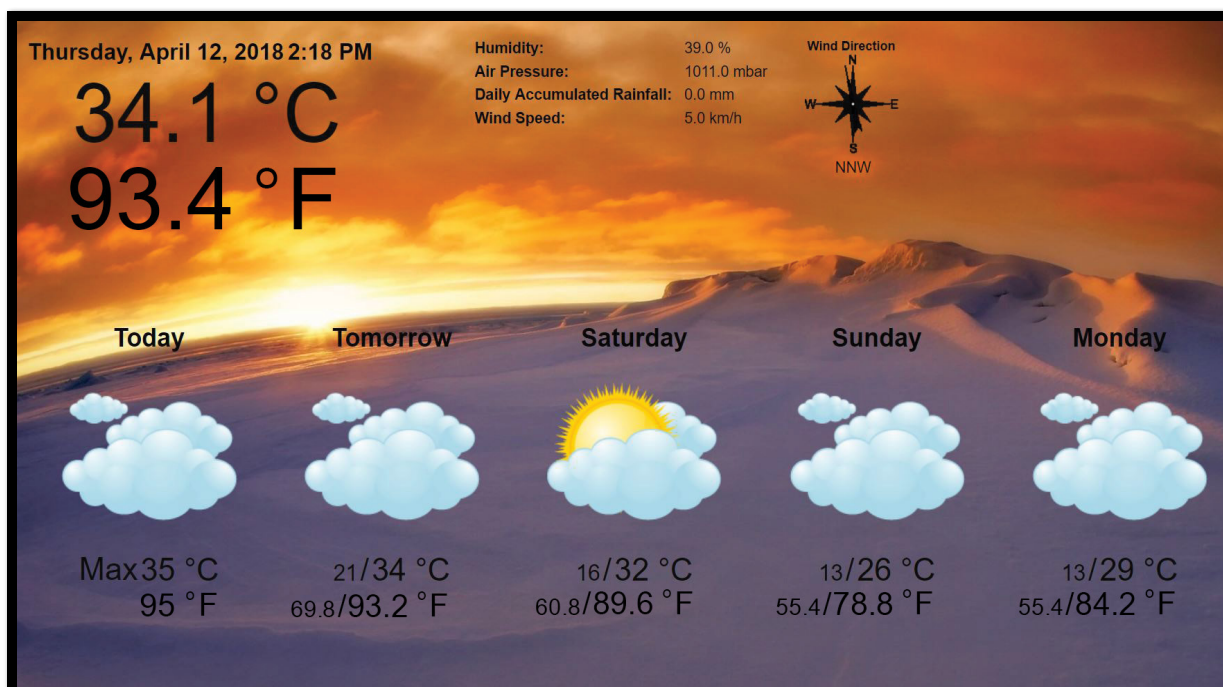 Thursday, April 12, 2018 2:18 PM
34.1 °C
93.4 °F
Humidity: 39.0 %
Air Pressure: 1011.0 mbar
Daily Accumulated Rainfall: 0.0 mm
Wind Speed: 5.0 km/h
Wind Direction
N
W E
S
NNW
Today Tomorrow Saturday Sunday Monday
Max 35 °C 21/34 °C 16/32 °C 13/26 °C 13/29 °C
95 °F 69.8/93.2 °F 60.8/89.6 °F 55.4/78.8 °F 55.4/84.2 °F